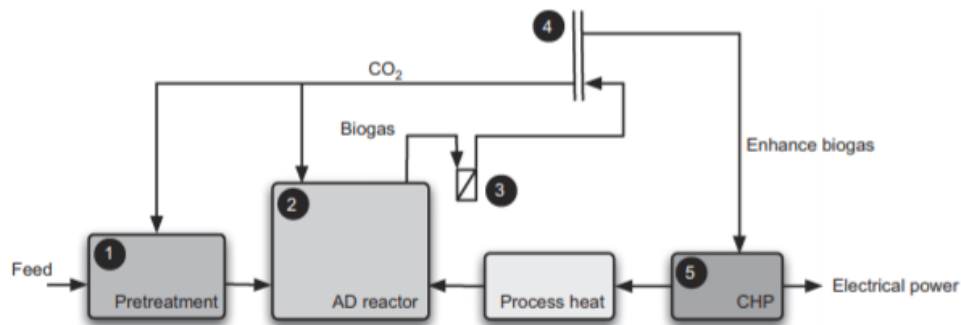 4
CO2
Biogas
Enhance biogas
3
2
1
5
Feed
Pretreatment
AD reactor
Process heat
CHP
Electrical power